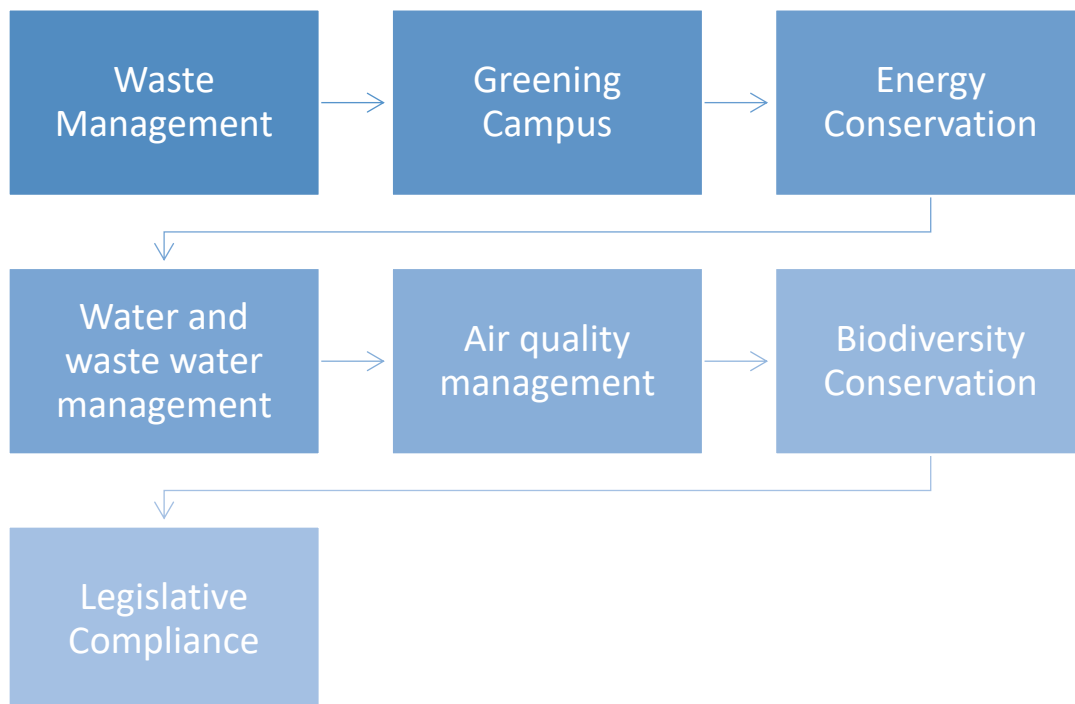 Waste
Management
Greening
Campus
Energy
Conservation
Water and
waste water
management
Air quality
management
Biodiversity
Conservation
Legislative
Compliance